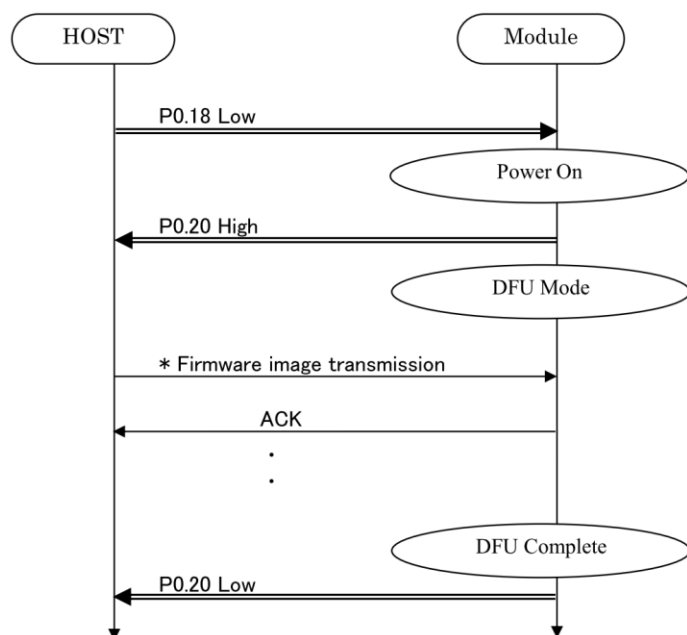 HOST
Module
P0.18 Low
Power On
P0.20 High
DFU Mode
* Firmware image transmission
ACK
DFU Complete
P0.20 Low